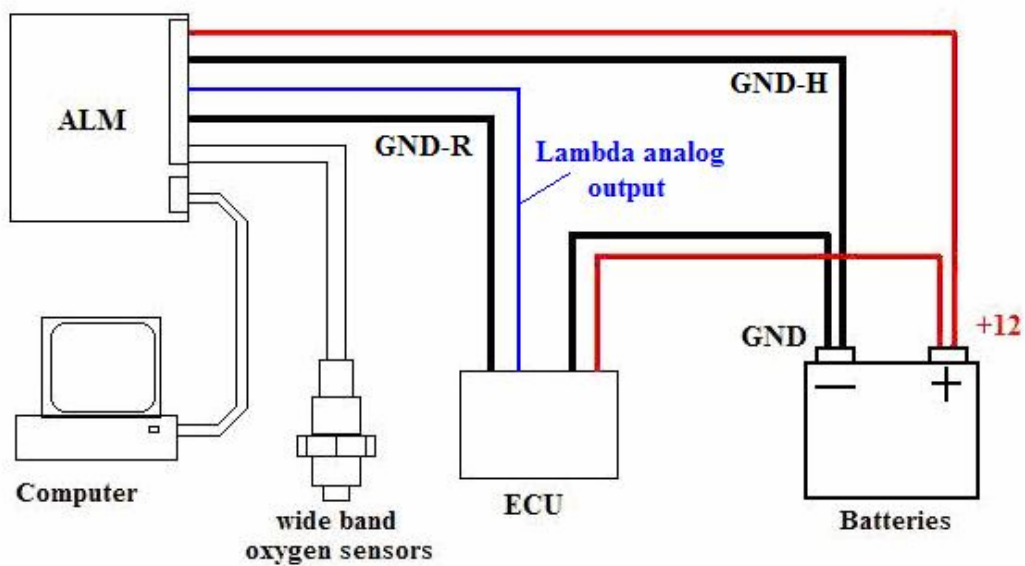 ALM
GND-H
GND-R
Lambda analog
output
GND
+12
Computer
wide band
oxygen sensors
ECU
Batteries